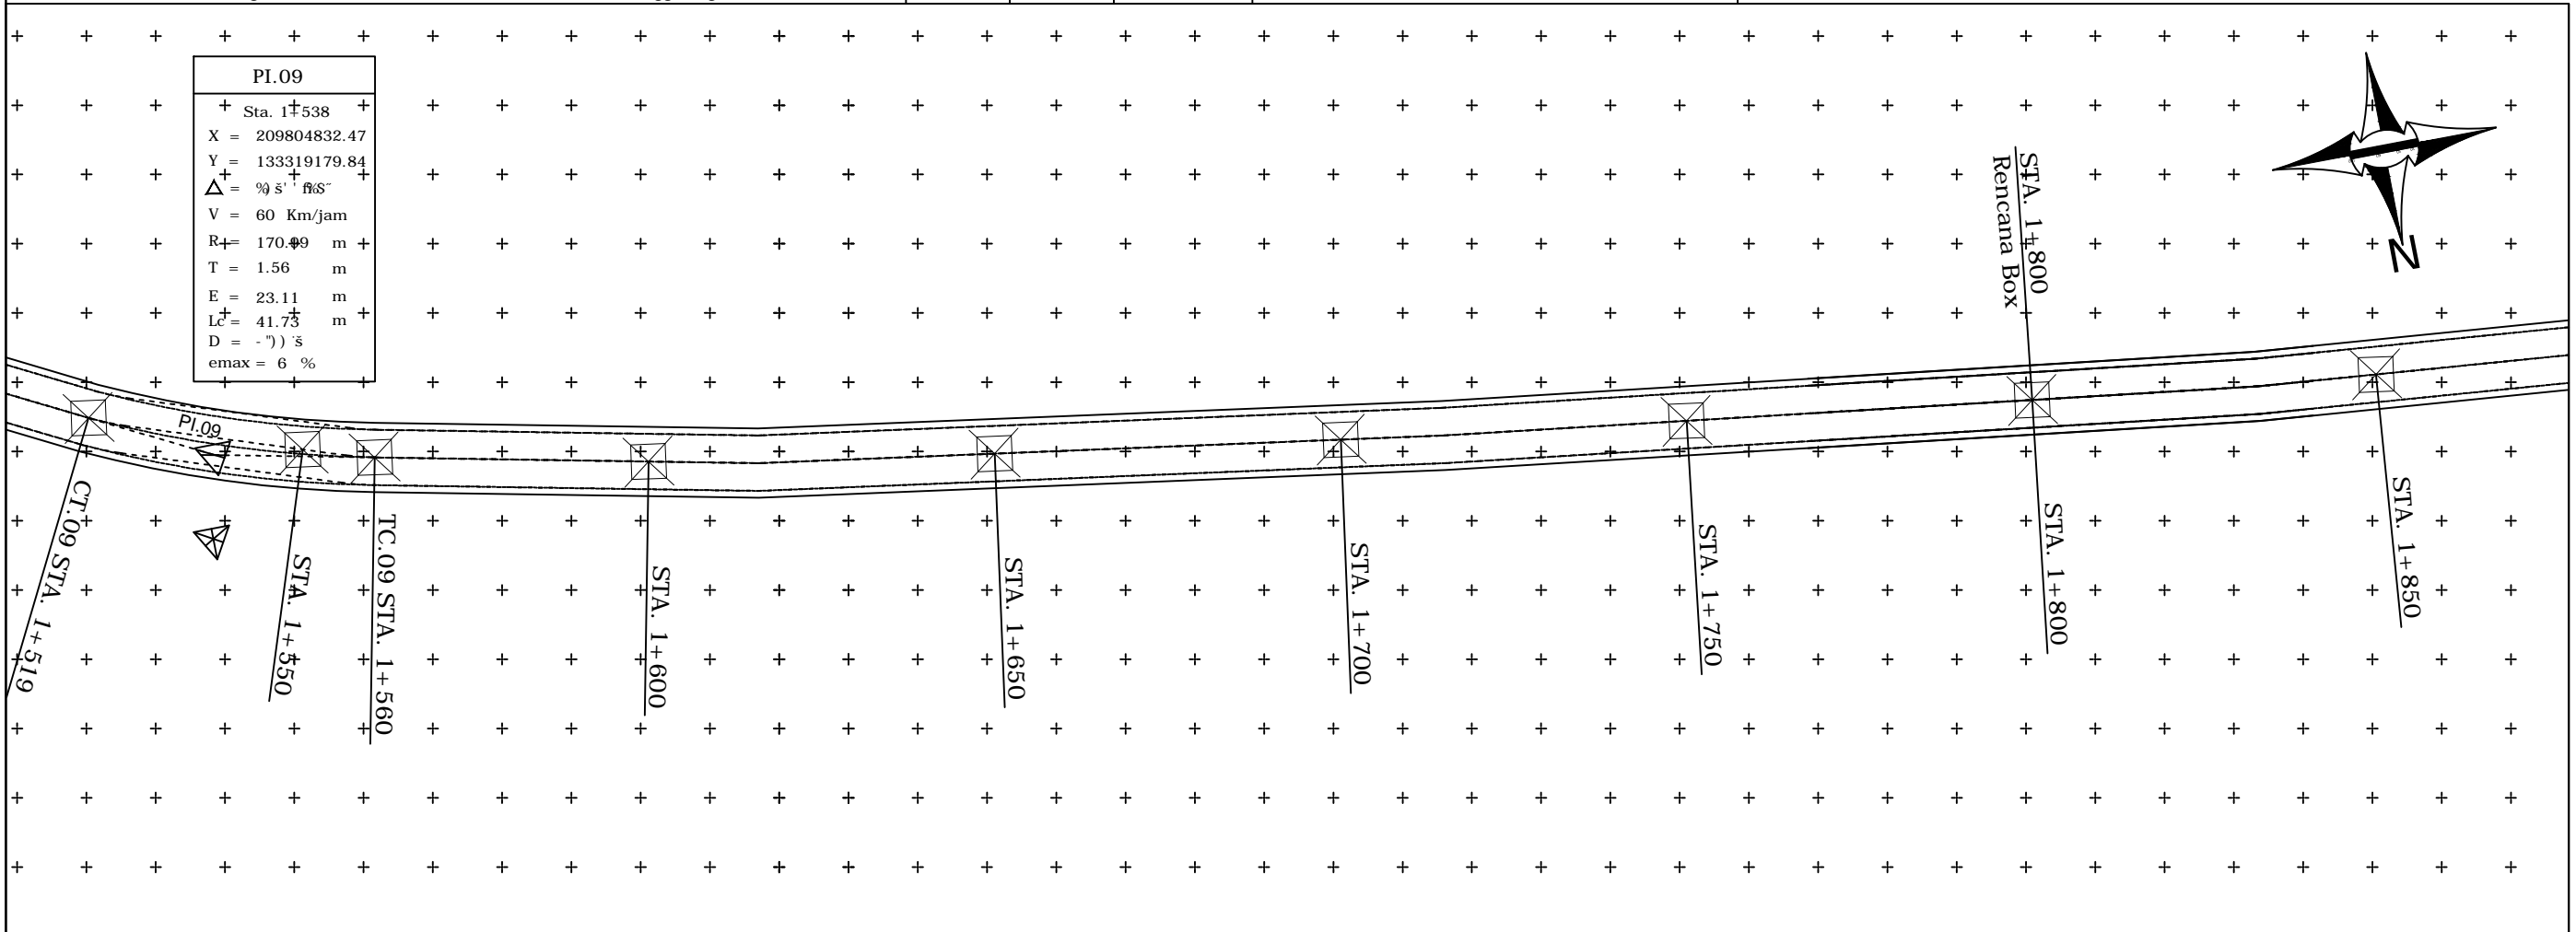 PI.09
Sta. 1+538
X = 209804832.47
Y = 133319179.84
△ =
V = 60 Km/jam
R = 170.99 m
T = 1.56 m
E = 23.11 m
Lc = 41.73 m
D =
emax = 6 %
PI.09
CT.09 STA. 1+519
STA. 1+550
TC.09 STA. 1+560
STA. 1+600
STA. 1+650
STA. 1+700
STA. 1+750
STA. 1+800
Rencana Box
STA. 1+800
STA. 1+850
N